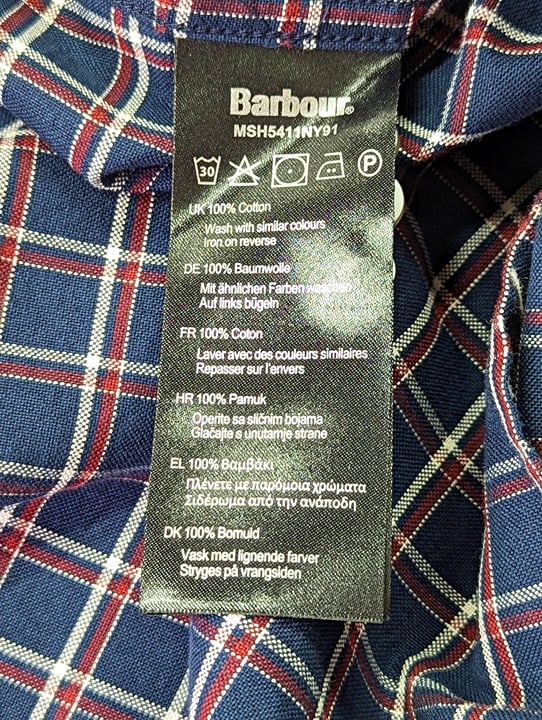 Barbour®
MSH5411NY91
30 P
UK 100% Cotton
Wash with similar colours
Iron on reverse
DE 100% Baumwolle
Mit ähnlichen Farben waschen
Auf links bügeln
FR 100% Coton
Laver avec des couleurs similaires
Repasser sur l'envers
HR 100% Pamuk
Operite sa sličnim bojama
Glačajte s unutarnje strane
EL 100% Βαμβάκι
Πλένετε με παρόμοια χρώματα
Σιδέρωμα από την ανάποδη
DK 100% Bomuld
Vask med lignende farver
Stryges på vrangsiden